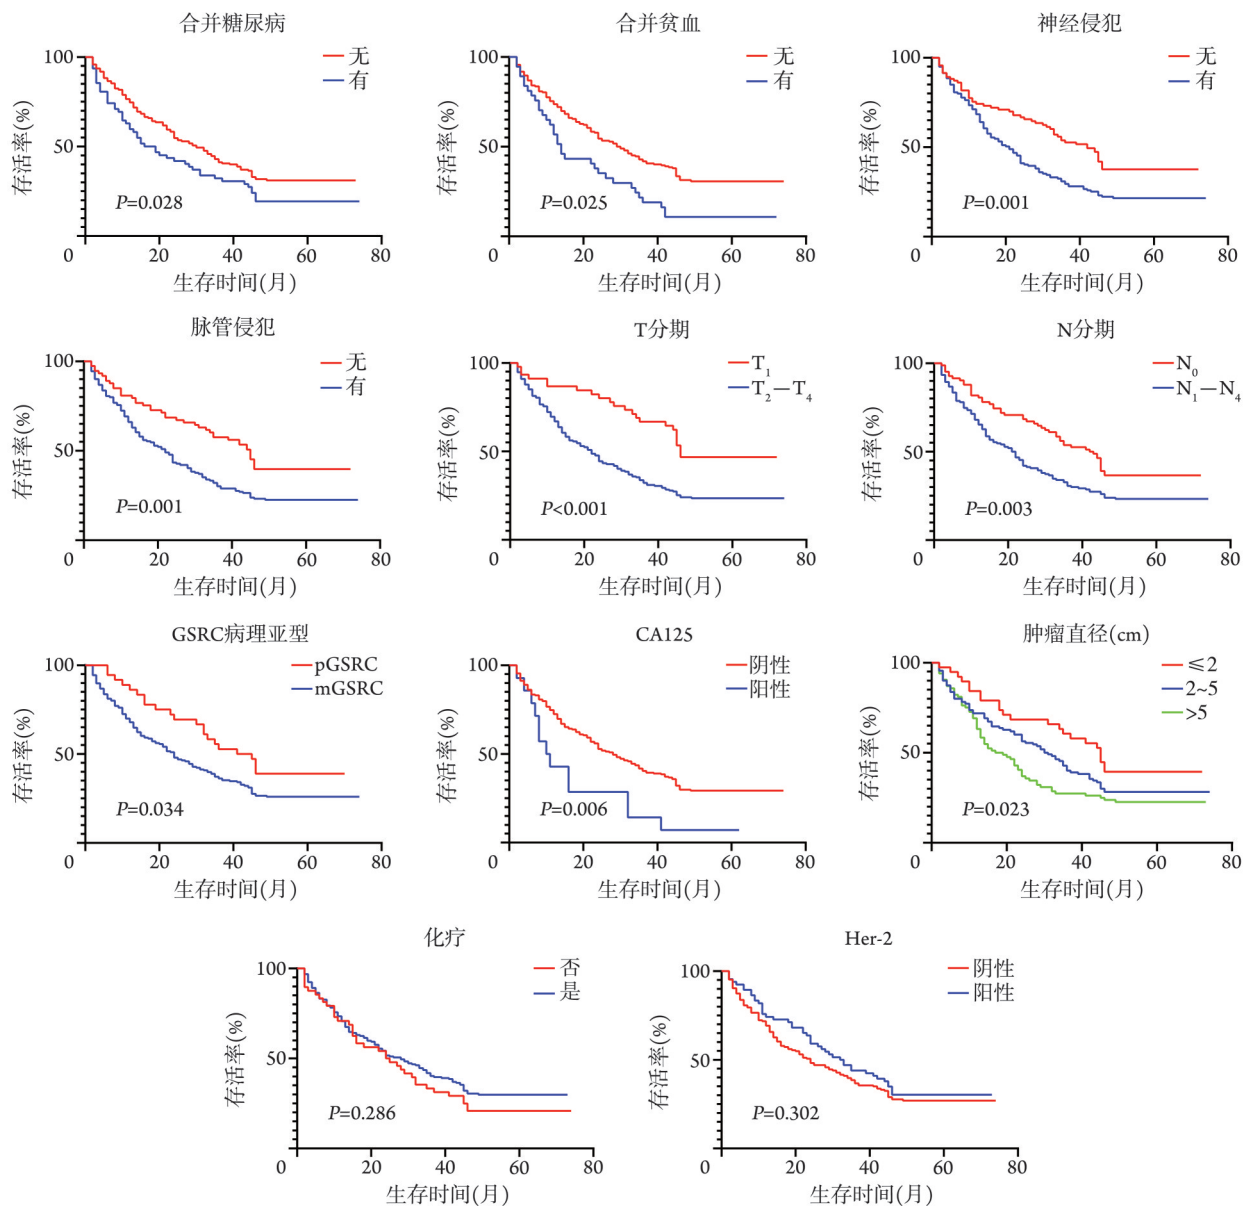 合并糖尿病
100
50
0
20
40
60
80
存活率(%)
生存时间(月)
无
有
P=0.028
合并贫血
100
50
0
20
40
60
80
存活率(%)
生存时间(月)
无
有
P=0.025
神经侵犯
100
50
0
20
40
60
80
存活率(%)
生存时间(月)
无
有
P=0.001
脉管侵犯
100
50
0
20
40
60
80
存活率(%)
生存时间(月)
无
有
P=0.001
T分期
100
50
0
20
40
60
80
存活率(%)
生存时间(月)
T₁
T₂—T₄
P<0.001
N分期
100
50
0
20
40
60
80
存活率(%)
生存时间(月)
N₀
N₁—N₄
P=0.003
GSRC病理亚型
100
50
0
20
40
60
80
存活率(%)
生存时间(月)
pGSRC
mGSRC
P=0.034
CA125
100
50
0
20
40
60
80
存活率(%)
生存时间(月)
阴性
阳性
P=0.006
肿瘤直径(cm)
100
50
0
20
40
60
80
存活率(%)
生存时间(月)
≤2
2~5
>5
P=0.023
化疗
100
50
0
20
40
60
80
存活率(%)
生存时间(月)
否
是
P=0.286
Her-2
100
50
0
20
40
60
80
存活率(%)
生存时间(月)
阴性
阳性
P=0.302